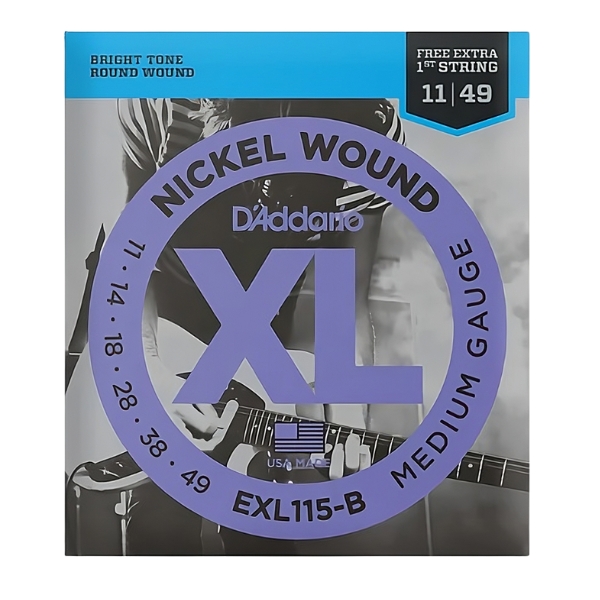 BRIGHT TONE
ROUND WOUND
FREE EXTRA
1ST STRING
11|49
NICKEL WOUND
D'Addario
XL
11 · 14 · 18 · 28 · 38 · 49
MEDIUM GAUGE
USA MADE
EXL115-B